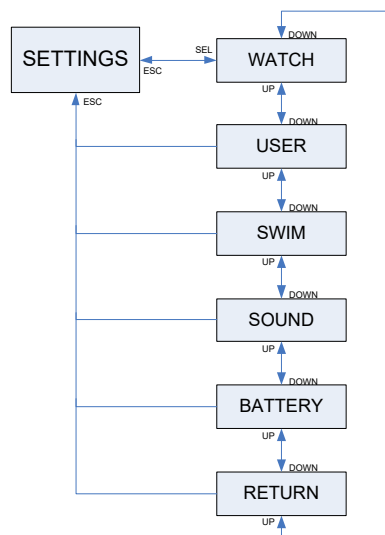 DOWN
SETTINGS
SEL
WATCH
ESC
ESC
UP
DOWN
USER
UP
DOWN
SWIM
UP
DOWN
SOUND
UP
DOWN
BATTERY
UP
DOWN
RETURN
UP